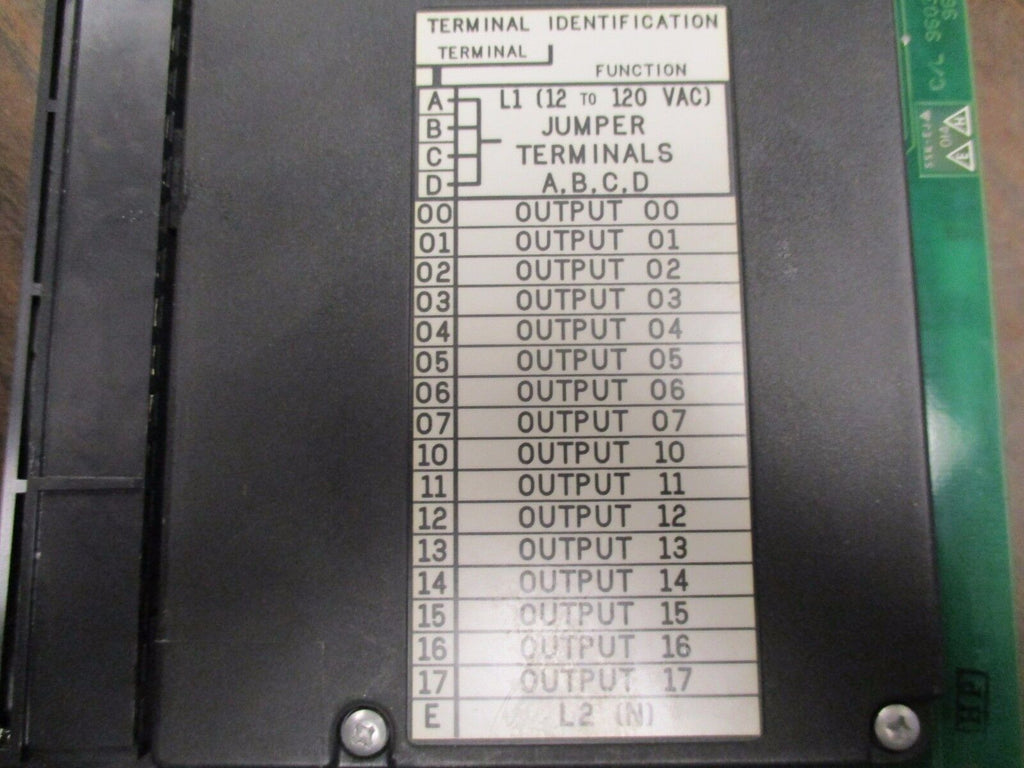 TERMINAL IDENTIFICATION
TERMINAL
FUNCTION
A L1 (12 TO 120 VAC)
B JUMPER
C TERMINALS
D A,B,C,D
00 OUTPUT 00
01 OUTPUT 01
02 OUTPUT 02
03 OUTPUT 03
04 OUTPUT 04
05 OUTPUT 05
06 OUTPUT 06
07 OUTPUT 07
10 OUTPUT 10
11 OUTPUT 11
12 OUTPUT 12
13 OUTPUT 13
14 OUTPUT 14
15 OUTPUT 15
16 OUTPUT 16
17 OUTPUT 17
E L2 (N)
C/L
E H
HP